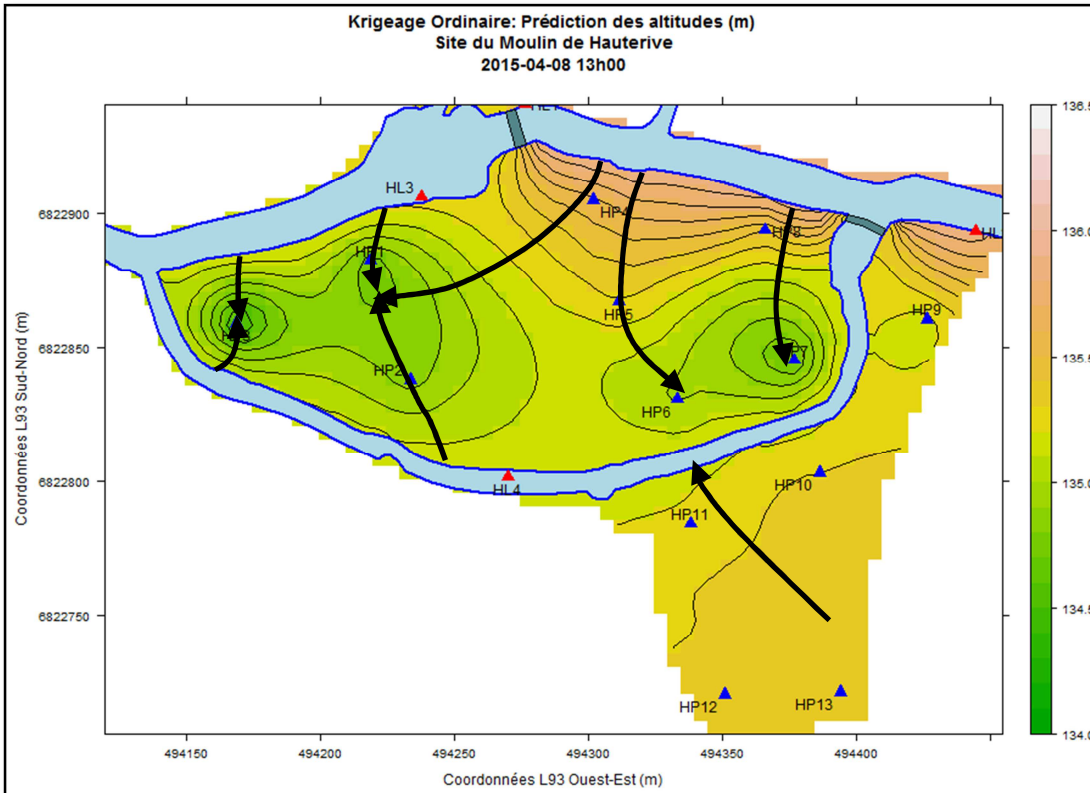 Krigeage Ordinaire: Prédiction des altitudes (m)
Site du Moulin de Hauterive
2015-04-08 13h00
136.5
HL3
HP4
6822900
HP8
HL
136.0
HP1
HP5
HP9
135.5
6822850
HP2
HP6
135.0
6822800
HL4
HP10
HP11
134.5
6822750
HP12
HP13
134.0
494150
494200
494250
494300
494350
494400
Coordonnées L93 Ouest-Est (m)
Coordonnées L93 Sud-Nord (m)